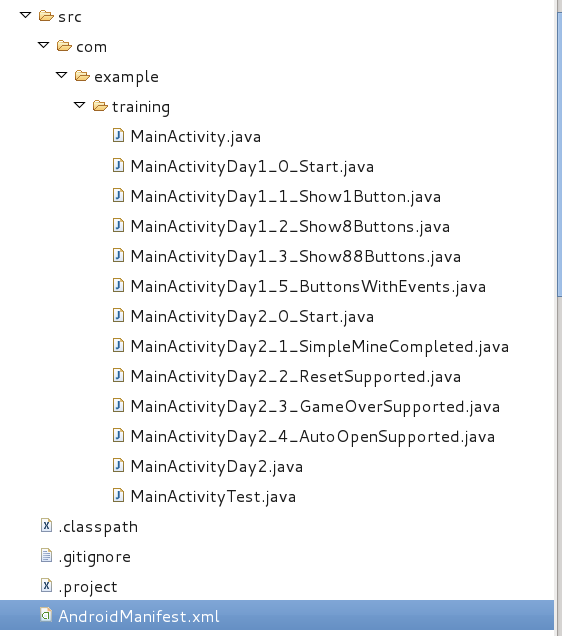 src
com
example
training
MainActivity.java
MainActivityDay1_0_Start.java
MainActivityDay1_1_Show1Button.java
MainActivityDay1_2_Show8Buttons.java
MainActivityDay1_3_Show88Buttons.java
MainActivityDay1_5_ButtonsWithEvents.java
MainActivityDay2_0_Start.java
MainActivityDay2_1_SimpleMineCompleted.java
MainActivityDay2_2_ResetSupported.java
MainActivityDay2_3_GameOverSupported.java
MainActivityDay2_4_AutoOpenSupported.java
MainActivityDay2.java
MainActivityTest.java
.classpath
.gitignore
.project
AndroidManifest.xml